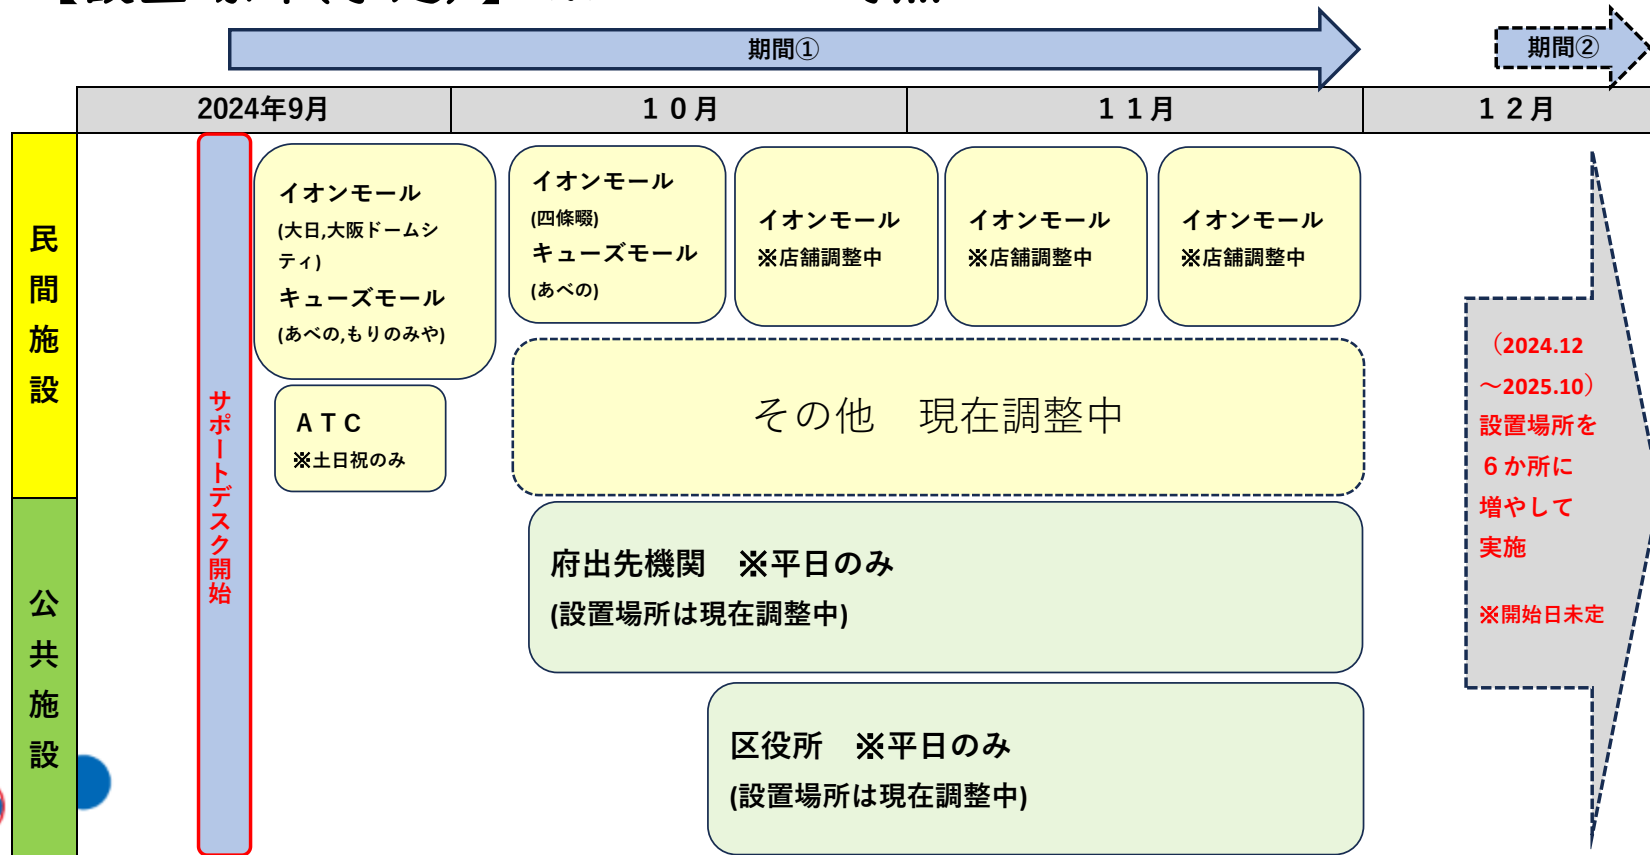 期間①
期間②
2024年9月
１０月
１１月
１２月
民間施設
公共施設
サポートデスク開始
イオンモール
(大日,大阪ドームシ
ティ)
キューズモール
(あべの,もりのみや)
ＡＴＣ
※土日祝のみ
イオンモール
(四條畷)
キューズモール
(あべの)
イオンモール
※店舗調整中
イオンモール
※店舗調整中
イオンモール
※店舗調整中
その他　現在調整中
府出先機関　※平日のみ
(設置場所は現在調整中)
区役所　※平日のみ
(設置場所は現在調整中)
（2024.12
～2025.10）
設置場所を
６か所に
増やして
実施
※開始日未定